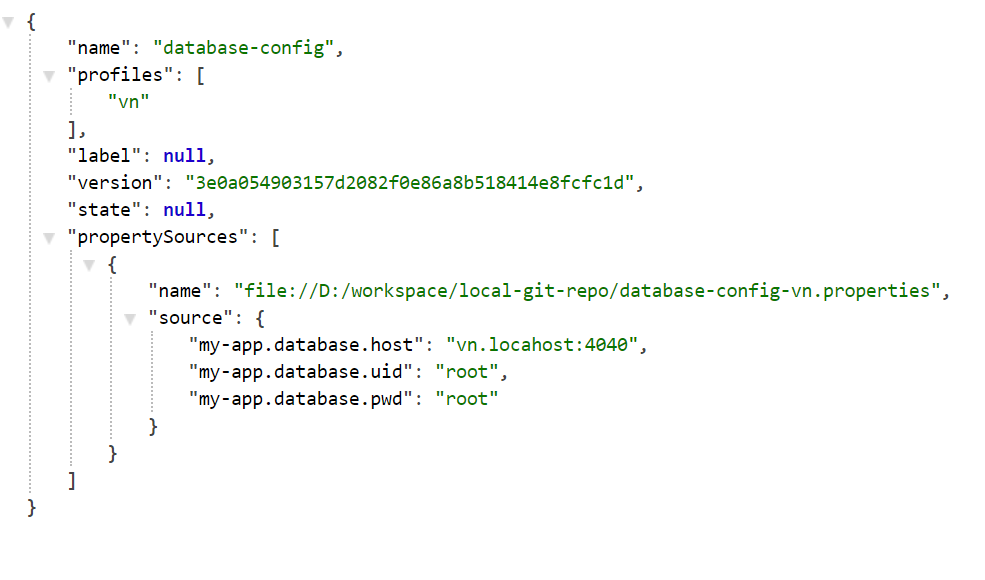 {
"name": "database-config",
"profiles": [
"vn"
],
"label": null,
"version": "3e0a054903157d2082f0e86a8b518414e8fcfc1d",
"state": null,
"propertySources": [
{
"name": "file://D:/workspace/local-git-repo/database-config-vn.properties",
"source": {
"my-app.database.host": "vn.locahost:4040",
"my-app.database.uid": "root",
"my-app.database.pwd": "root"
}
}
]
}